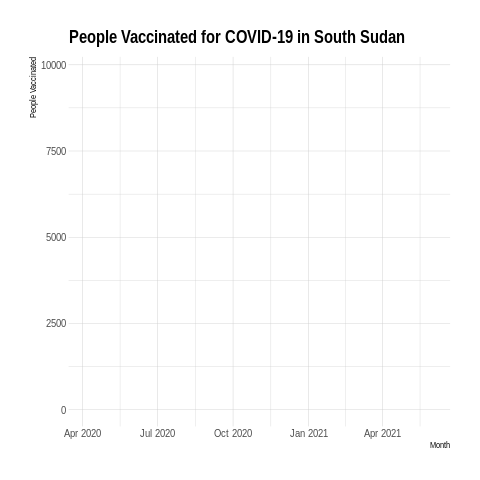 People Vaccinated for COVID-19 in South Sudan
People Vaccinated
10000
7500
5000
2500
0
Apr 2020 Jul 2020 Oct 2020 Jan 2021 Apr 2021
Month